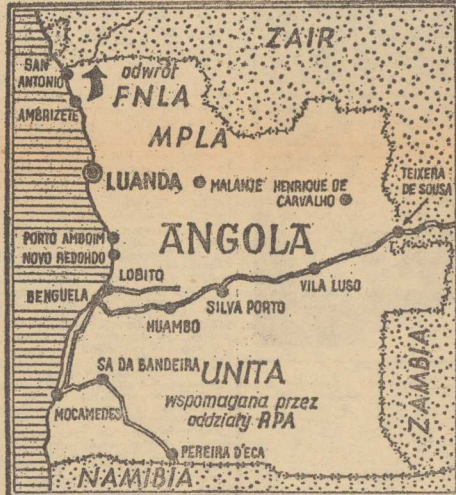 ZAIR
SAN
ANTONIO
odwrót
FNLA
AMBRIZETE
MPLA
LUANDA
MALANJE
HENRIQUE DE
CARVALHO
TEIXERA
DE SOUSA
PORTO AMBOIM
NOVO REDONDO
ANGOLA
LOBITO
BENGUELA
VILA LUSO
SILVA PORTO
HUAMBO
SA DA BANDEIRA
UNITA
wspomagana przez
oddziały RPA
ZAMBIA
MOCAMEDES
PEREIRA D'ECA
NAMIBIA